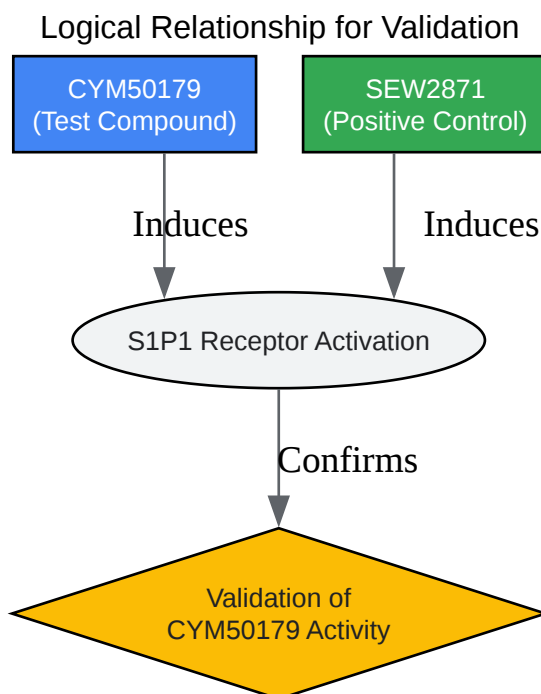 Logical Relationship for Validation
CYM50179
(Test Compound)
SEW2871
(Positive Control)
Induces
Induces
S1P1 Receptor Activation
Confirms
Validation of
CYM50179 Activity